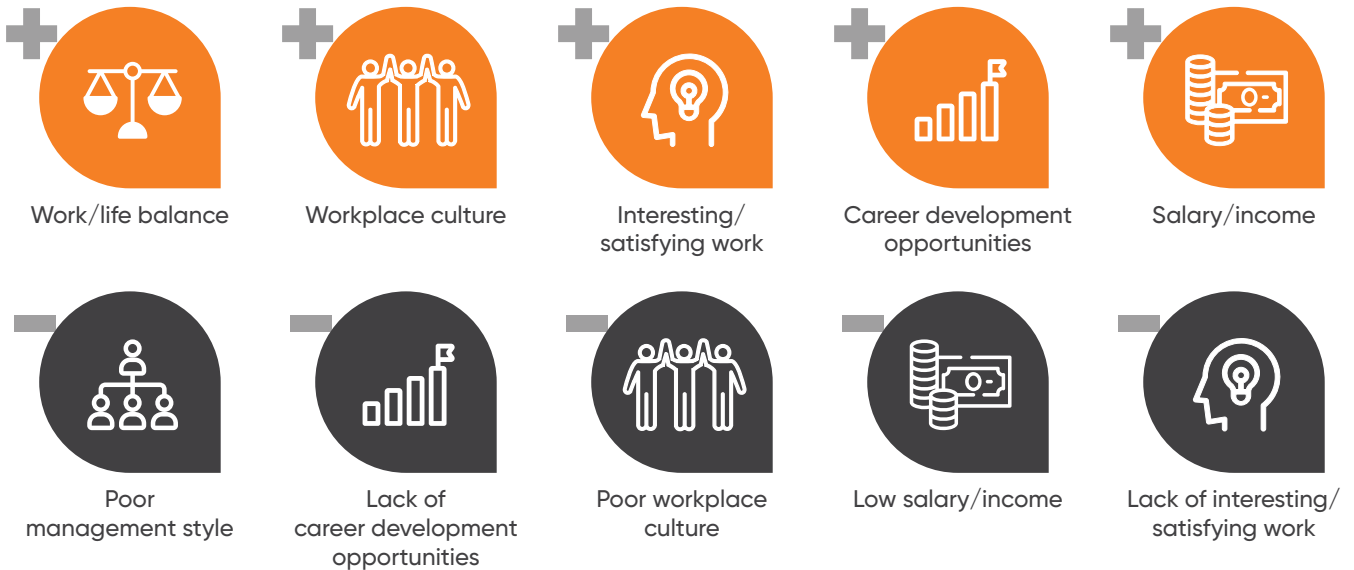 Work/life balance
Workplace culture
Interesting/
satisfying work
Career development
opportunities
Salary/income
Poor
management style
Lack of
career development
opportunities
Poor workplace
culture
Low salary/income
Lack of interesting/
satisfying work